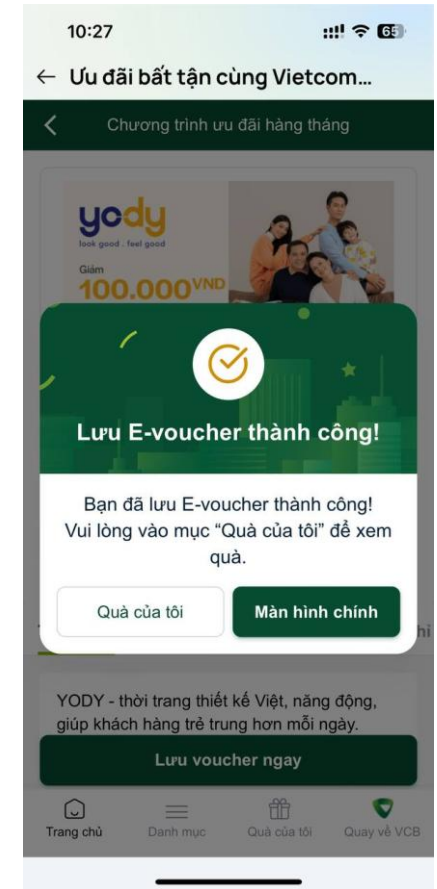 10:27
65
← Ưu đãi bất tận cùng Vietcom...
Chương trình ưu đãi hàng tháng
yody
look good . feel good
Giảm
100.000 VND
Lưu E-voucher thành công!
Bạn đã lưu E-voucher thành công!
Vui lòng vào mục “Quà của tôi” để xem
quà.
Quà của tôi
Màn hình chính
hi
YODY - thời trang thiết kế Việt, năng động,
giúp khách hàng trẻ trung hơn mỗi ngày.
Lưu voucher ngay
Trang chủ
Danh mục
Quà của tôi
Quay về VCB